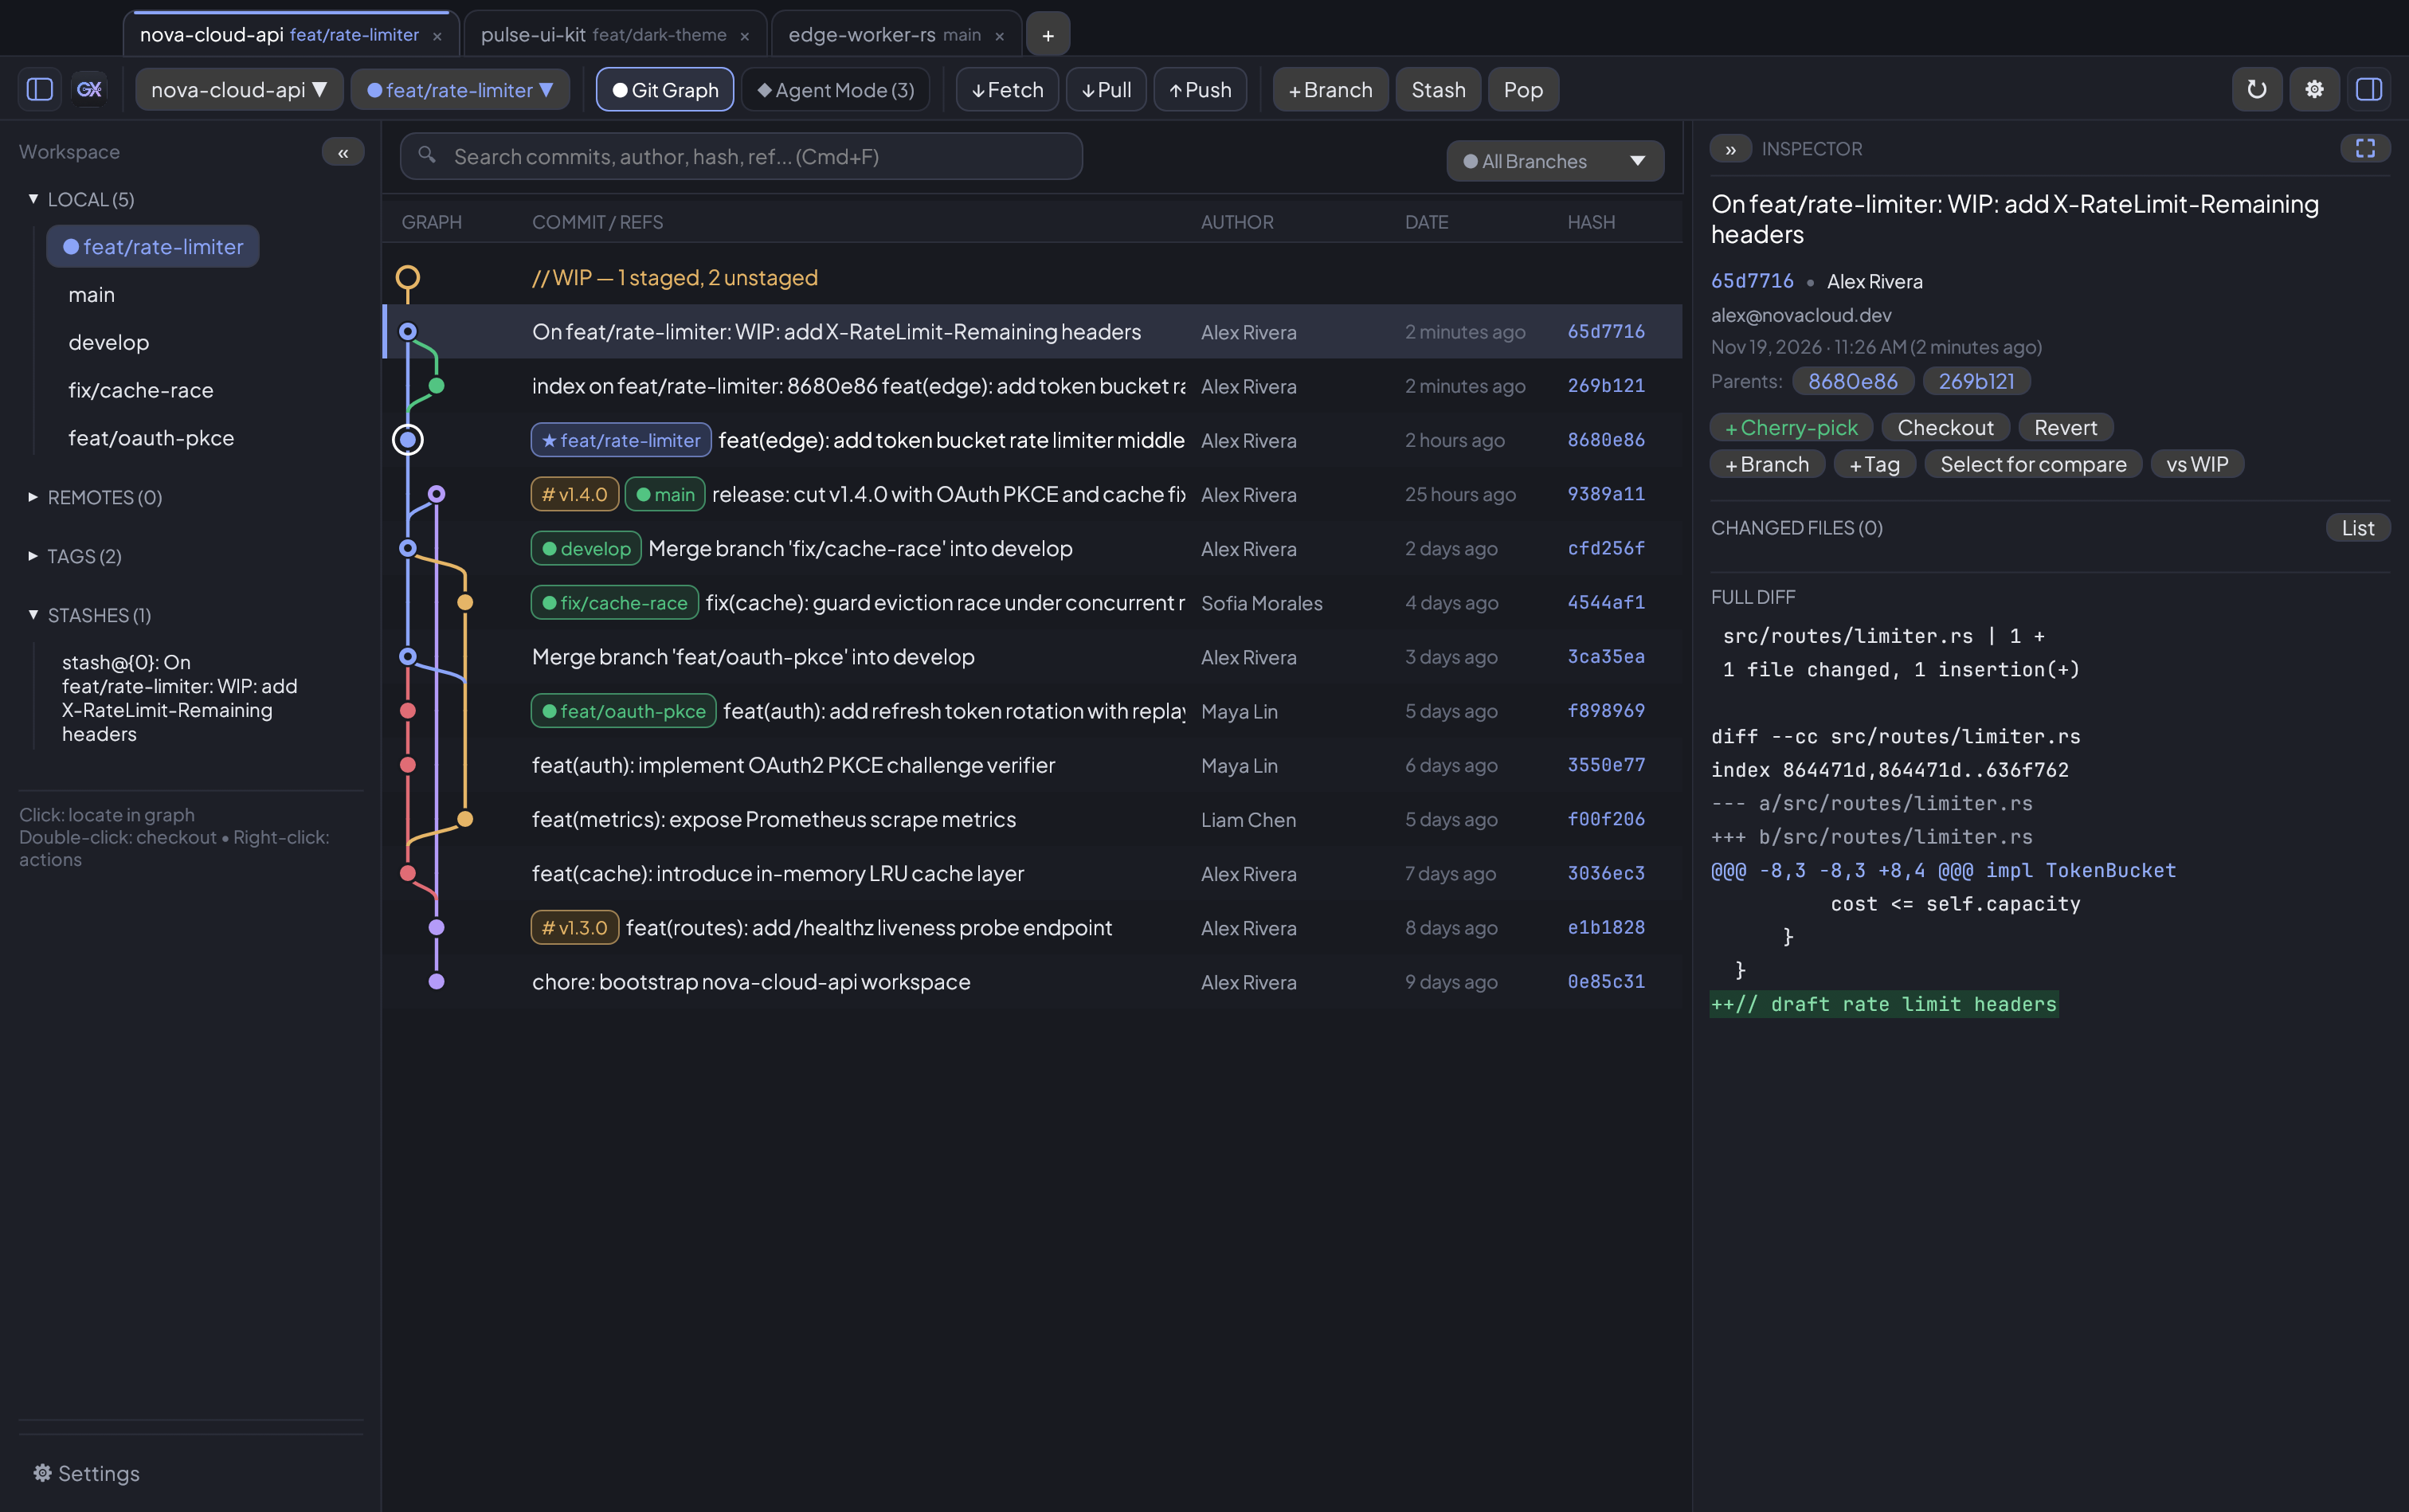 nova-cloud-api feat/rate-limiter ×
pulse-ui-kit feat/dark-theme ×
edge-worker-rs main ×
+
GX
nova-cloud-api ▼
feat/rate-limiter ▼
Git Graph
Agent Mode (3)
↓ Fetch
↓ Pull
↑ Push
+ Branch
Stash
Pop
Workspace
«
▼ LOCAL (5)
feat/rate-limiter
main
develop
fix/cache-race
feat/oauth-pkce
▶ REMOTES (0)
▶ TAGS (2)
▼ STASHES (1)
stash@{0}: On
feat/rate-limiter: WIP: add
X-RateLimit-Remaining
headers
Click: locate in graph
Double-click: checkout • Right-click:
actions
Settings
Search commits, author, hash, ref... (Cmd+F)
All Branches ▼
GRAPH COMMIT / REFS AUTHOR DATE HASH
// WIP — 1 staged, 2 unstaged
On feat/rate-limiter: WIP: add X-RateLimit-Remaining headers Alex Rivera 2 minutes ago 65d7716
index on feat/rate-limiter: 8680e86 feat(edge): add token bucket ra Alex Rivera 2 minutes ago 269b121
★ feat/rate-limiter feat(edge): add token bucket rate limiter middle Alex Rivera 2 hours ago 8680e86
# v1.4.0 main release: cut v1.4.0 with OAuth PKCE and cache fix Alex Rivera 25 hours ago 9389a11
develop Merge branch 'fix/cache-race' into develop Alex Rivera 2 days ago cfd256f
fix/cache-race fix(cache): guard eviction race under concurrent r Sofia Morales 4 days ago 4544af1
Merge branch 'feat/oauth-pkce' into develop Alex Rivera 3 days ago 3ca35ea
feat/oauth-pkce feat(auth): add refresh token rotation with replay Maya Lin 5 days ago f898969
feat(auth): implement OAuth2 PKCE challenge verifier Maya Lin 6 days ago 3550e77
feat(metrics): expose Prometheus scrape metrics Liam Chen 5 days ago f00f206
feat(cache): introduce in-memory LRU cache layer Alex Rivera 7 days ago 3036ec3
# v1.3.0 feat(routes): add /healthz liveness probe endpoint Alex Rivera 8 days ago e1b1828
chore: bootstrap nova-cloud-api workspace Alex Rivera 9 days ago 0e85c31
» INSPECTOR
On feat/rate-limiter: WIP: add X-RateLimit-Remaining
headers
65d7716 • Alex Rivera
alex@novacloud.dev
Nov 19, 2026 · 11:26 AM (2 minutes ago)
Parents: 8680e86 269b121
+ Cherry-pick Checkout Revert
+ Branch + Tag Select for compare vs WIP
CHANGED FILES (0) List
FULL DIFF
src/routes/limiter.rs | 1 +
1 file changed, 1 insertion(+)
diff --cc src/routes/limiter.rs
index 864471d,864471d..636f762
--- a/src/routes/limiter.rs
+++ b/src/routes/limiter.rs
@@@ -8,3 -8,3 +8,4 @@@ impl TokenBucket
cost <= self.capacity
}
}
++// draft rate limit headers